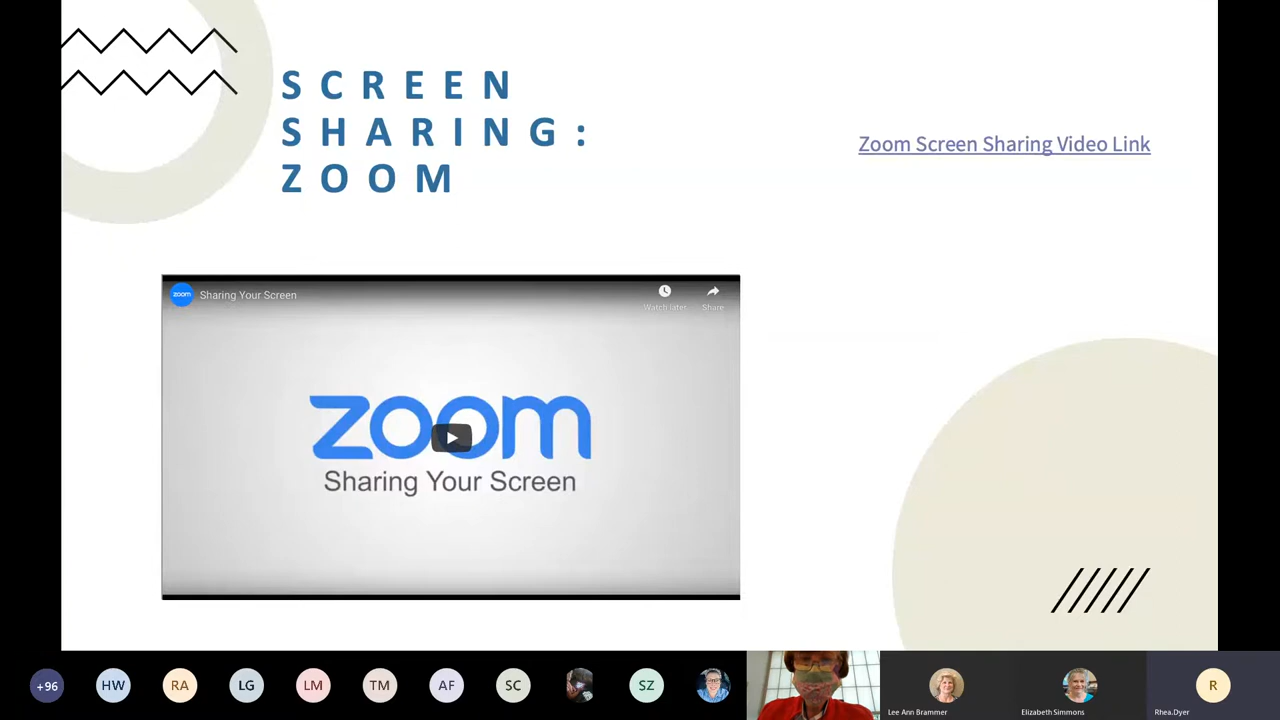 SCREEN
SHARING:
ZOOM
Zoom Screen Sharing Video Link
zoom
Sharing Your Screen
Watch later
Share
zoom
Sharing Your Screen
+96
HW
RA
LG
LM
TM
AF
SC
SZ
Lee Ann Brammer
Elizabeth Simmons
R
Rhea.Dyer